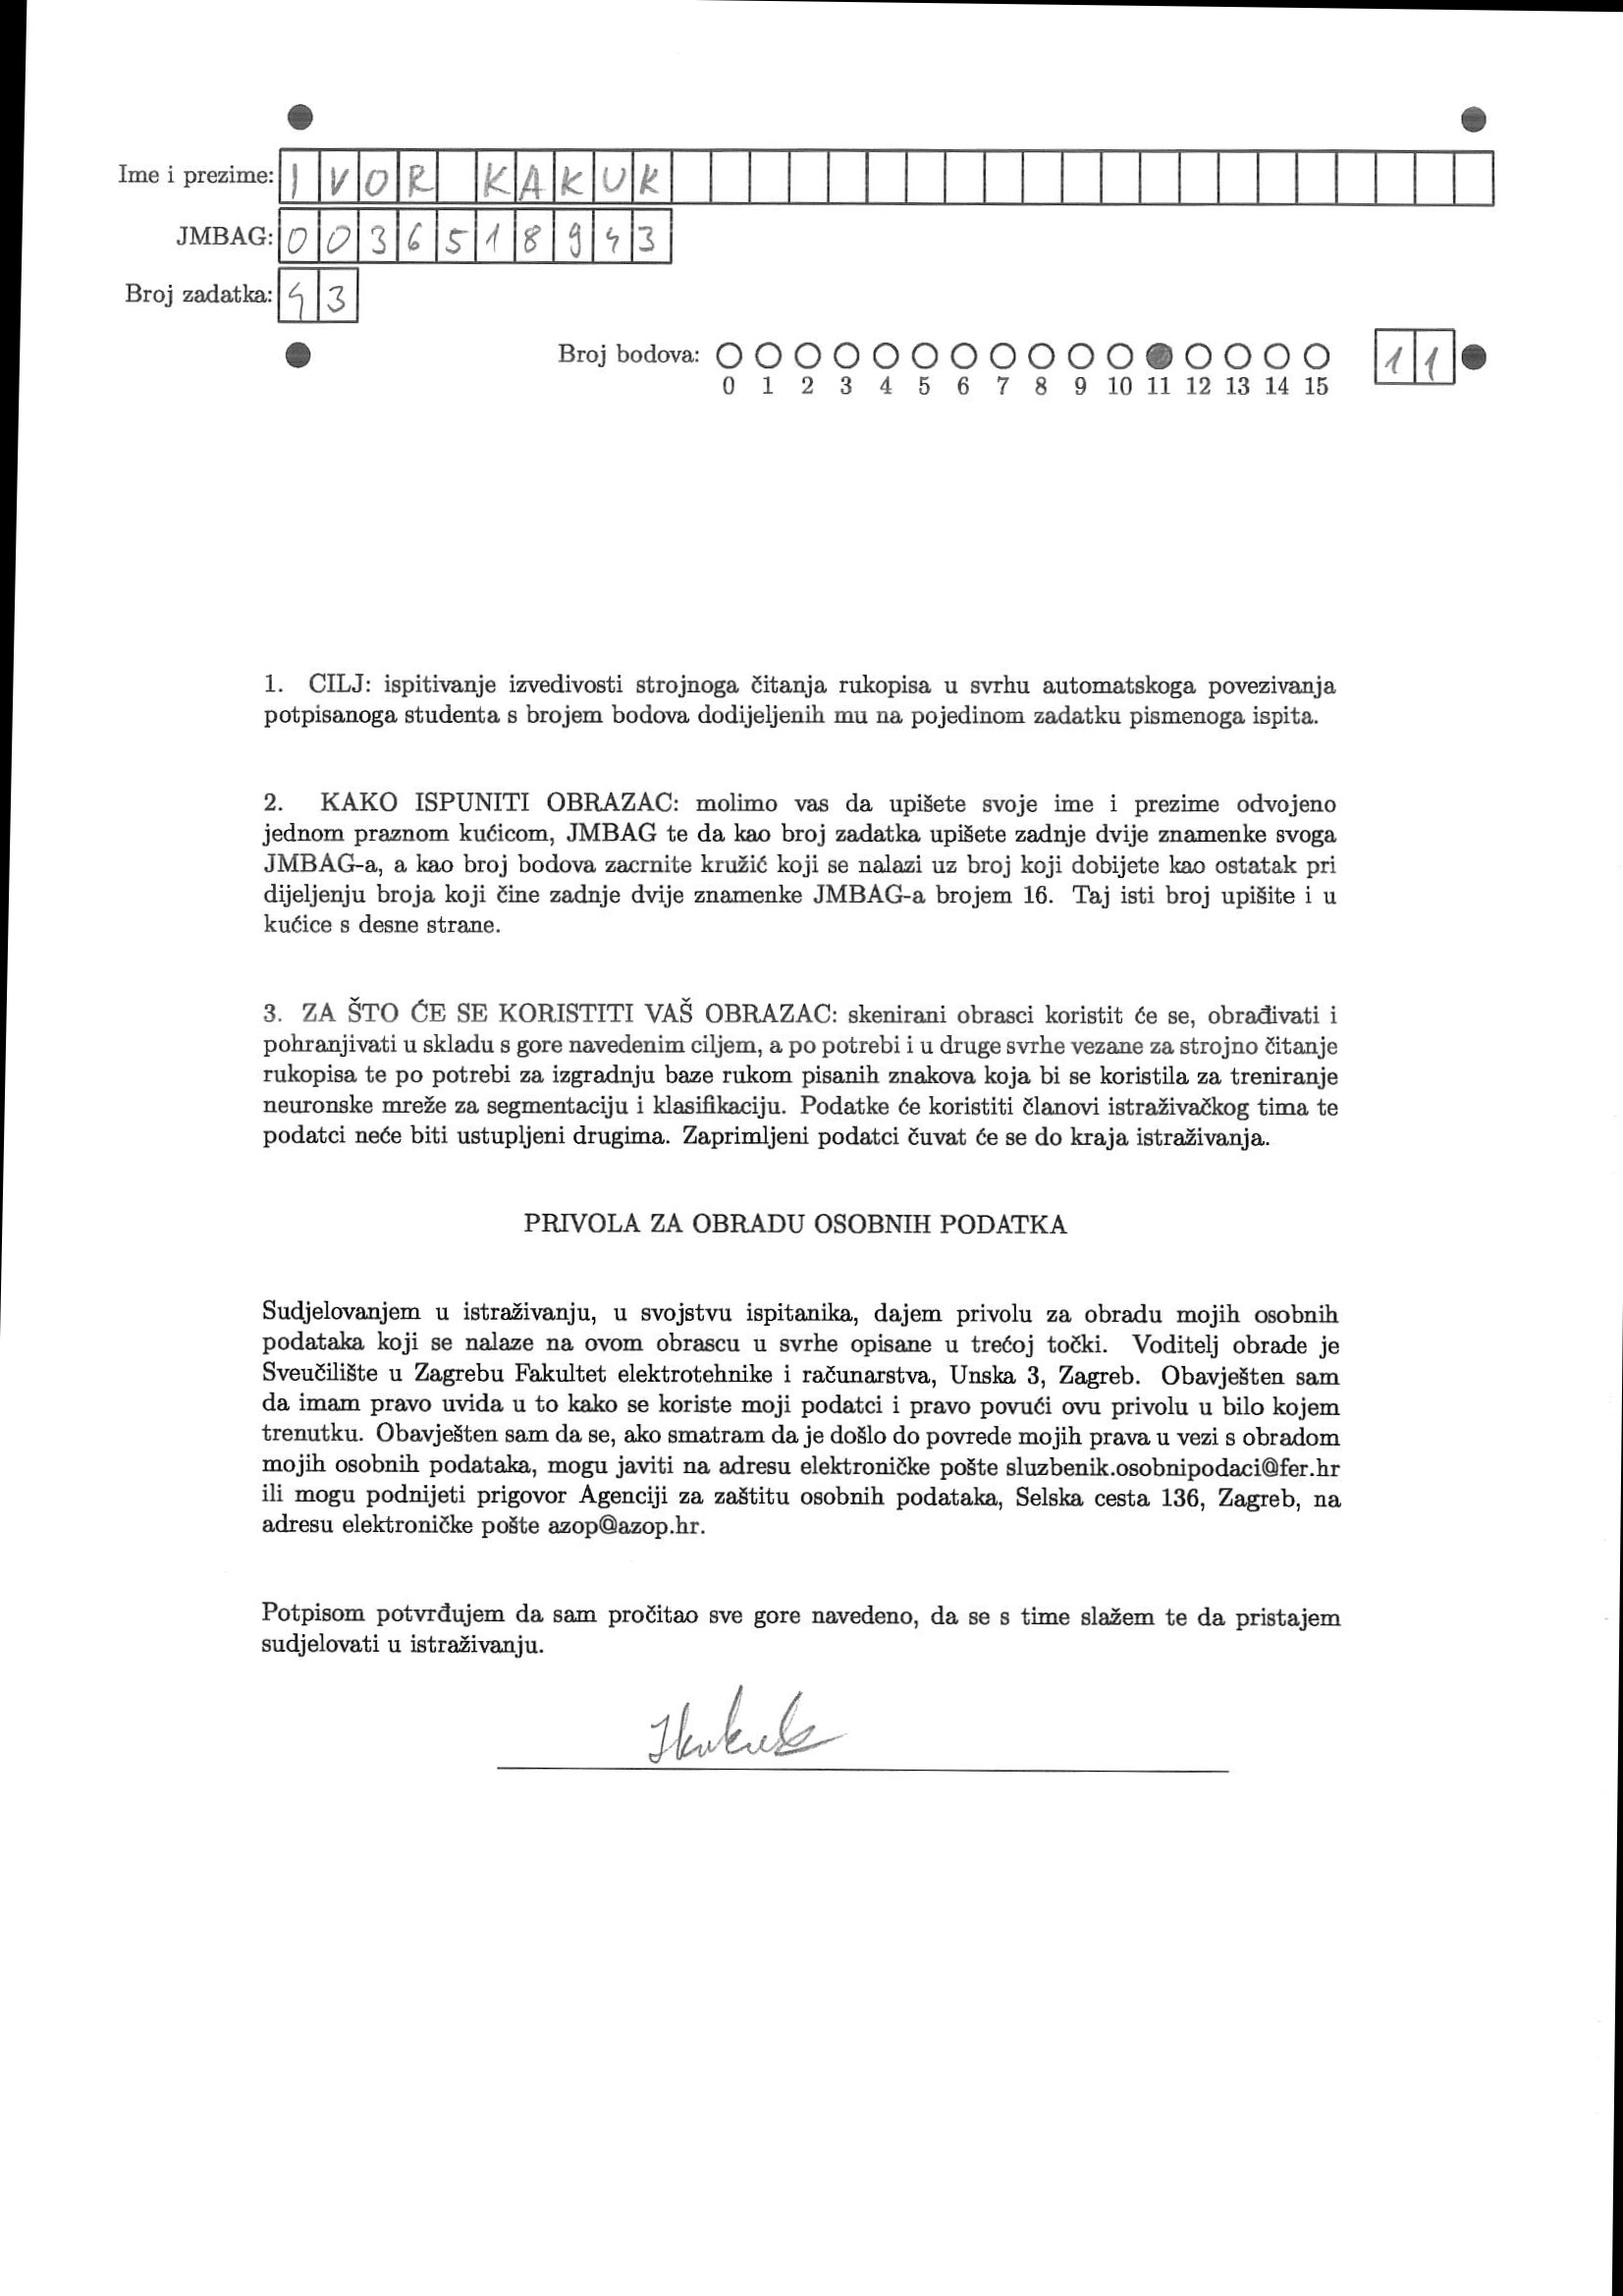 Ime i prezime: IVOR KAKUK
JMBAG: 0036518943
Broj zadatka: 43
Broj bodova: 11
0 1 2 3 4 5 6 7 8 9 10 11 12 13 14 15
1. CILJ: ispitivanje izvedivosti strojnoga čitanja rukopisa u svrhu automatskoga povezivanja
potpisanoga studenta s brojem bodova dodijeljenih mu na pojedinom zadatku pismenoga ispita.
2. KAKO ISPUNITI OBRAZAC: molimo vas da upišete svoje ime i prezime odvojeno
jednom praznom kućicom, JMBAG te da kao broj zadatka upišete zadnje dvije znamenke svoga
JMBAG-a, a kao broj bodova zacrnite kružić koji se nalazi uz broj koji dobijete kao ostatak pri
dijeljenju broja koji čine zadnje dvije znamenke JMBAG-a brojem 16. Taj isti broj upišite i u
kućice s desne strane.
3. ZA ŠTO ĆE SE KORISTITI VAŠ OBRAZAC: skenirani obrasci koristit će se, obrađivati i
pohranjivati u skladu s gore navedenim ciljem, a po potrebi i u druge svrhe vezane za strojno čitanje
rukopisa te po potrebi za izgradnju baze rukom pisanih znakova koja bi se koristila za treniranje
neuronske mreže za segmentaciju i klasifikaciju. Podatke će koristiti članovi istraživačkog tima te
podatci neće biti ustupljeni drugima. Zaprimljeni podatci čuvat će se do kraja istraživanja.
PRIVOLA ZA OBRADU OSOBNIH PODATKA
Sudjelovanjem u istraživanju, u svojstvu ispitanika, dajem privolu za obradu mojih osobnih
podataka koji se nalaze na ovom obrascu u svrhe opisane u trećoj točki. Voditelj obrade je
Sveučilište u Zagrebu Fakultet elektrotehnike i računarstva, Unska 3, Zagreb. Obavješten sam
da imam pravo uvida u to kako se koriste moji podatci i pravo povući ovu privolu u bilo kojem
trenutku. Obavješten sam da se, ako smatram da je došlo do povrede mojih prava u vezi s obradom
mojih osobnih podataka, mogu javiti na adresu elektroničke pošte sluzbenik.osobnipodaci@fer.hr
ili mogu podnijeti prigovor Agenciji za zaštitu osobnih podataka, Selska cesta 136, Zagreb, na
adresu elektroničke pošte azop@azop.hr.
Potpisom potvrđujem da sam pročitao sve gore navedeno, da se s time slažem te da pristajem
sudjelovati u istraživanju.
IKakuk